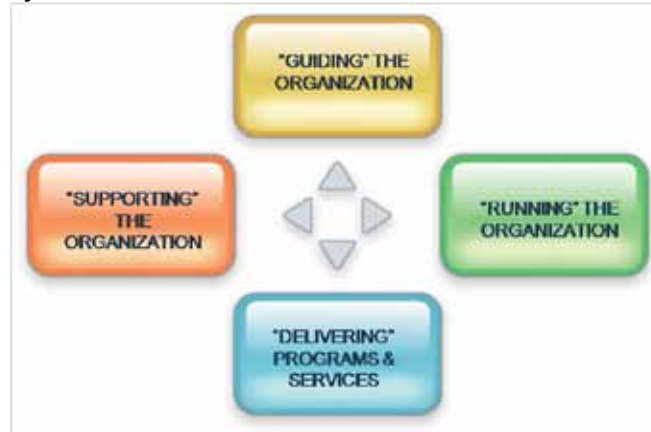 "GUIDING" THE
ORGANIZATION
"SUPPORTING"
THE
ORGANIZATION
"RUNNING" THE
ORGANIZATION
"DELIVERING"
PROGRAMS &
SERVICES